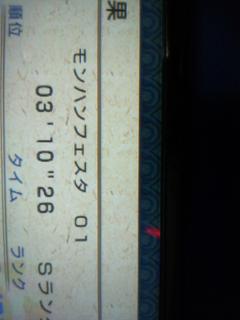 果
モンハンフェスタ 01
順位 タイム ランク
03'10"26 Sラン